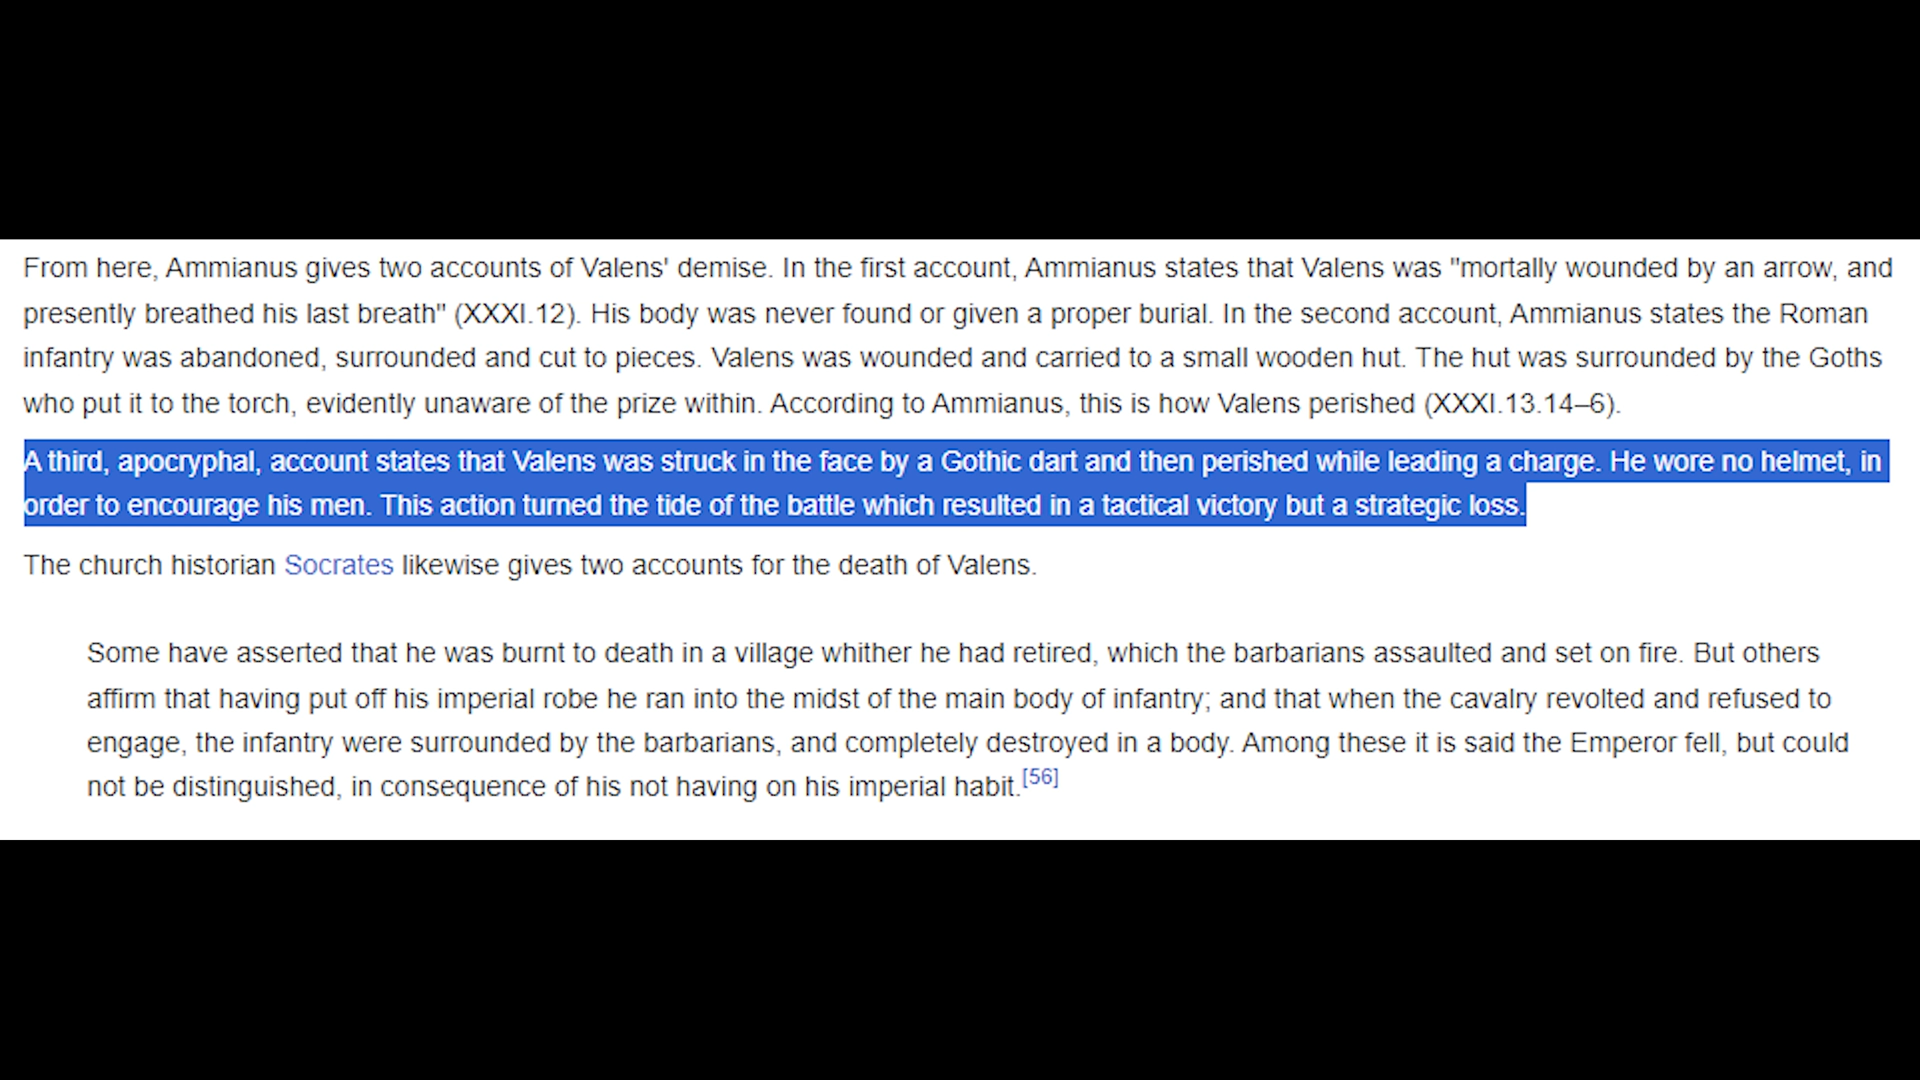 From here, Ammianus gives two accounts of Valens' demise. In the first account, Ammianus states that Valens was "mortally wounded by an arrow, and
presently breathed his last breath" (XXXI.12). His body was never found or given a proper burial. In the second account, Ammianus states the Roman
infantry was abandoned, surrounded and cut to pieces. Valens was wounded and carried to a small wooden hut. The hut was surrounded by the Goths
who put it to the torch, evidently unaware of the prize within. According to Ammianus, this is how Valens perished (XXXI.13.14–6).
A third, apocryphal, account states that Valens was struck in the face by a Gothic dart and then perished while leading a charge. He wore no helmet, in
order to encourage his men. This action turned the tide of the battle which resulted in a tactical victory but a strategic loss.
The church historian Socrates likewise gives two accounts for the death of Valens.
Some have asserted that he was burnt to death in a village whither he had retired, which the barbarians assaulted and set on fire. But others
affirm that having put off his imperial robe he ran into the midst of the main body of infantry; and that when the cavalry revolted and refused to
engage, the infantry were surrounded by the barbarians, and completely destroyed in a body. Among these it is said the Emperor fell, but could
not be distinguished, in consequence of his not having on his imperial habit.[56]